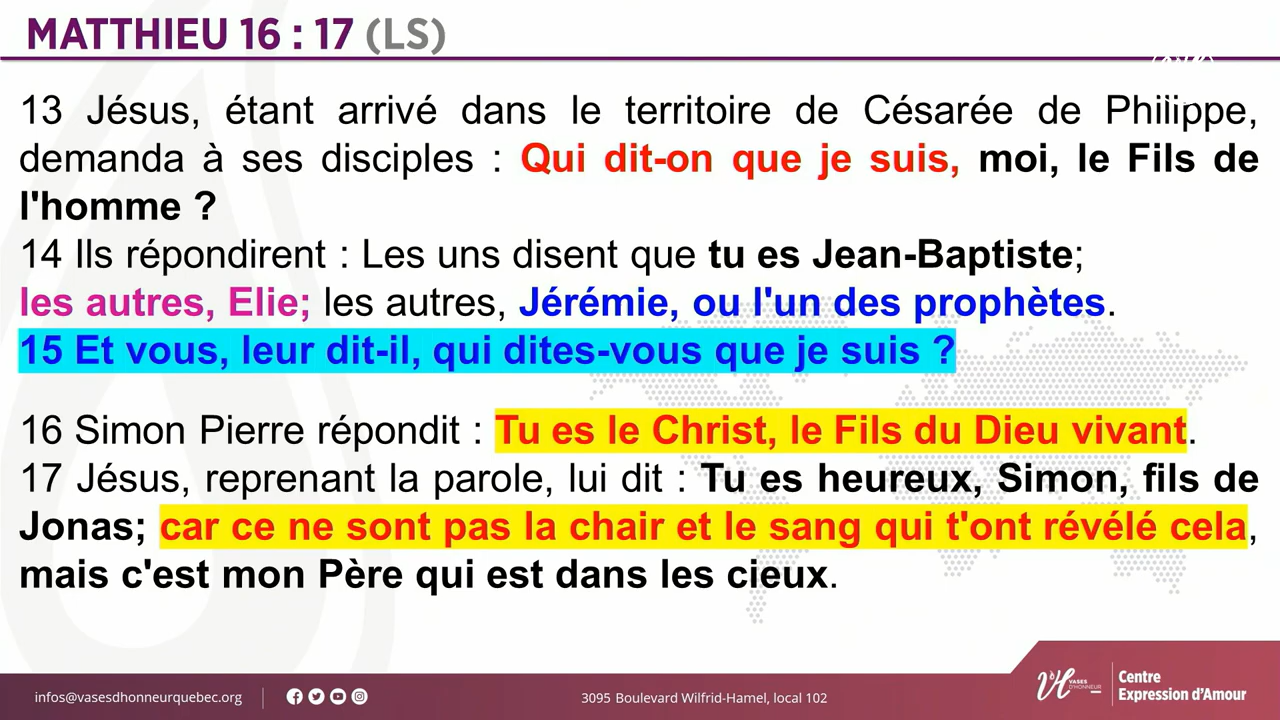 MATTHIEU 16 : 17 (LS)
13 Jésus, étant arrivé dans le territoire de Césarée de Philippe,
demanda à ses disciples : Qui dit-on que je suis, moi, le Fils de
l'homme ?
14 Ils répondirent : Les uns disent que tu es Jean-Baptiste;
les autres, Elie; les autres, Jérémie, ou l'un des prophètes.
15 Et vous, leur dit-il, qui dites-vous que je suis ?
16 Simon Pierre répondit : Tu es le Christ, le Fils du Dieu vivant.
17 Jésus, reprenant la parole, lui dit : Tu es heureux, Simon, fils de
Jonas; car ce ne sont pas la chair et le sang qui t'ont révélé cela,
mais c'est mon Père qui est dans les cieux.
infos@vasesdhonneurquebec.org
3095 Boulevard Wilfrid-Hamel, local 102
VH VASES D'HONNEUR
Centre
Expression d'Amour